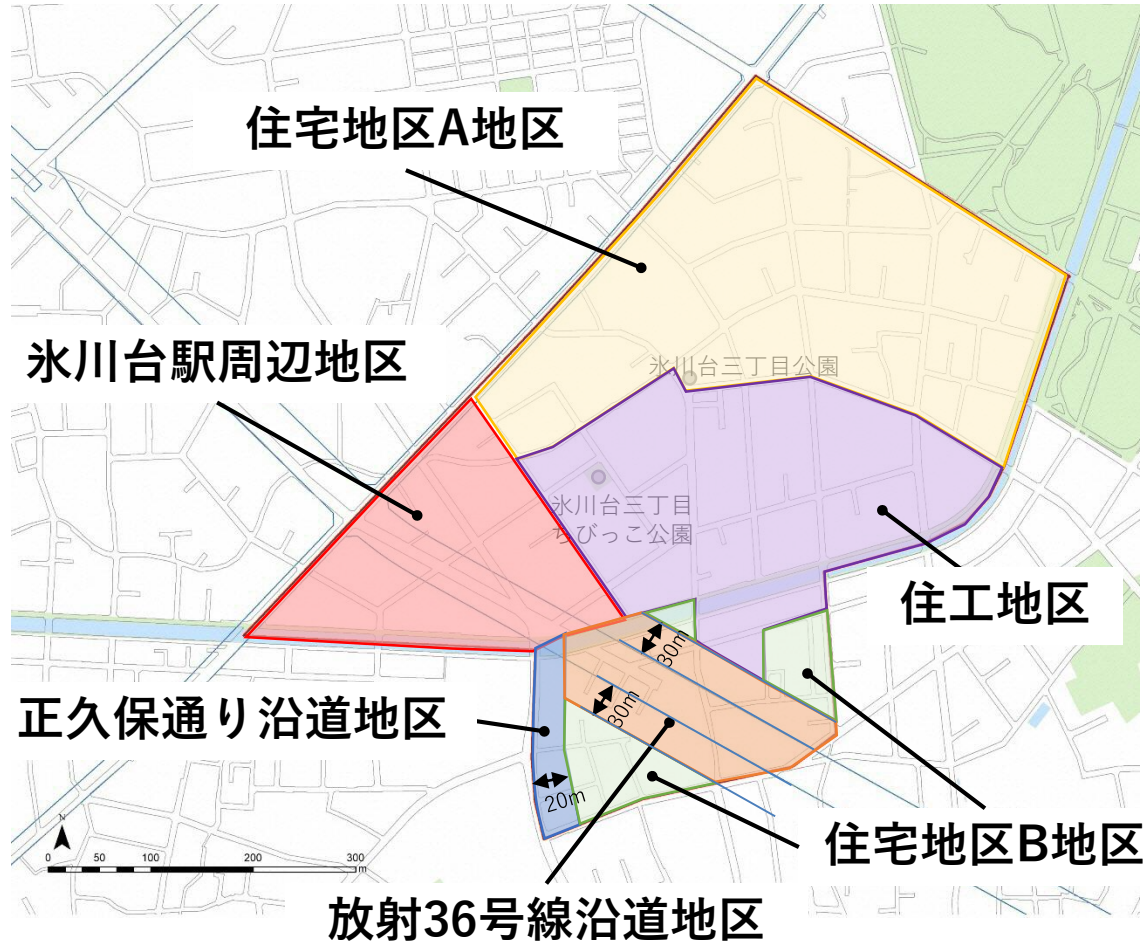 住宅地区A地区
氷川台駅周辺地区
氷川台三丁目公園
氷川台三丁目
ちびっこ公園
住工地区
30m
30m
正久保通り沿道地区
20m
住宅地区B地区
放射36号線沿道地区
N
0 50 100 200 300
m